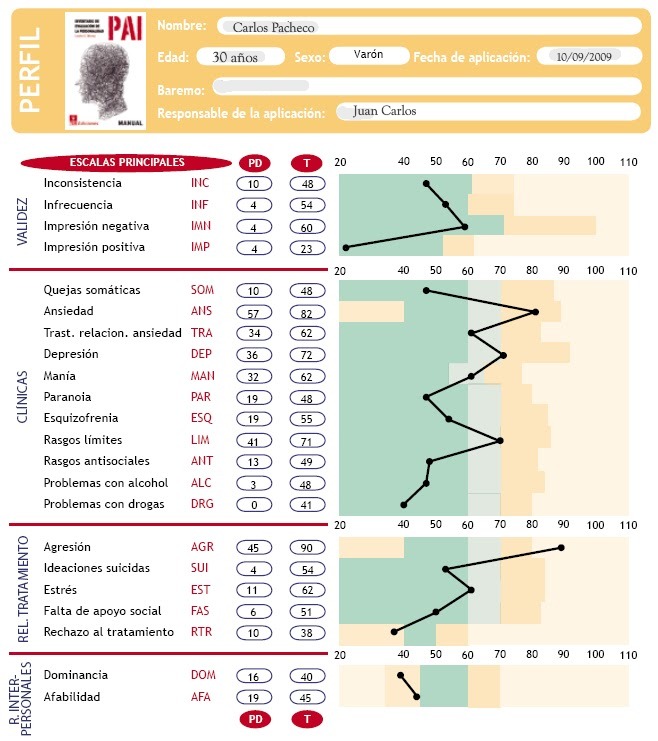 PERFIL
INVENTARIO DE
EVALUACIÓN DE
LA PERSONALIDAD
PAI
MANUAL
Nombre: Carlos Pacheco
Edad: 30 años Sexo: Varón Fecha de aplicación: 10/09/2009
Baremo:
Responsable de la aplicación: Juan Carlos
ESCALAS PRINCIPALES PD T 20 40 50 60 70 80 90 100 110
VALIDEZ
Inconsistencia INC 10 48
Infrecuencia INF 4 54
Impresión negativa IMN 4 60
Impresión positiva IMP 4 23
20 40 50 60 70 80 90 100 110
CLÍNICAS
Quejas somáticas SOM 10 48
Ansiedad ANS 57 82
Trast. relacion. ansiedad TRA 34 62
Depresión DEP 36 72
Manía MAN 32 62
Paranoia PAR 19 48
Esquizofrenia ESQ 19 55
Rasgos límites LIM 41 71
Rasgos antisociales ANT 13 49
Problemas con alcohol ALC 3 48
Problemas con drogas DRG 0 41
20 40 50 60 70 80 90 100 110
REL. TRATAMIENTO
Agresión AGR 45 90
Ideaciones suicidas SUI 4 54
Estrés EST 11 62
Falta de apoyo social FAS 6 51
Rechazo al tratamiento RTR 10 38
20 40 50 60 70 80 90 100 110
R. INTER-
PERSONALES
Dominancia DOM 16 40
Afabilidad AFA 19 45
PD T